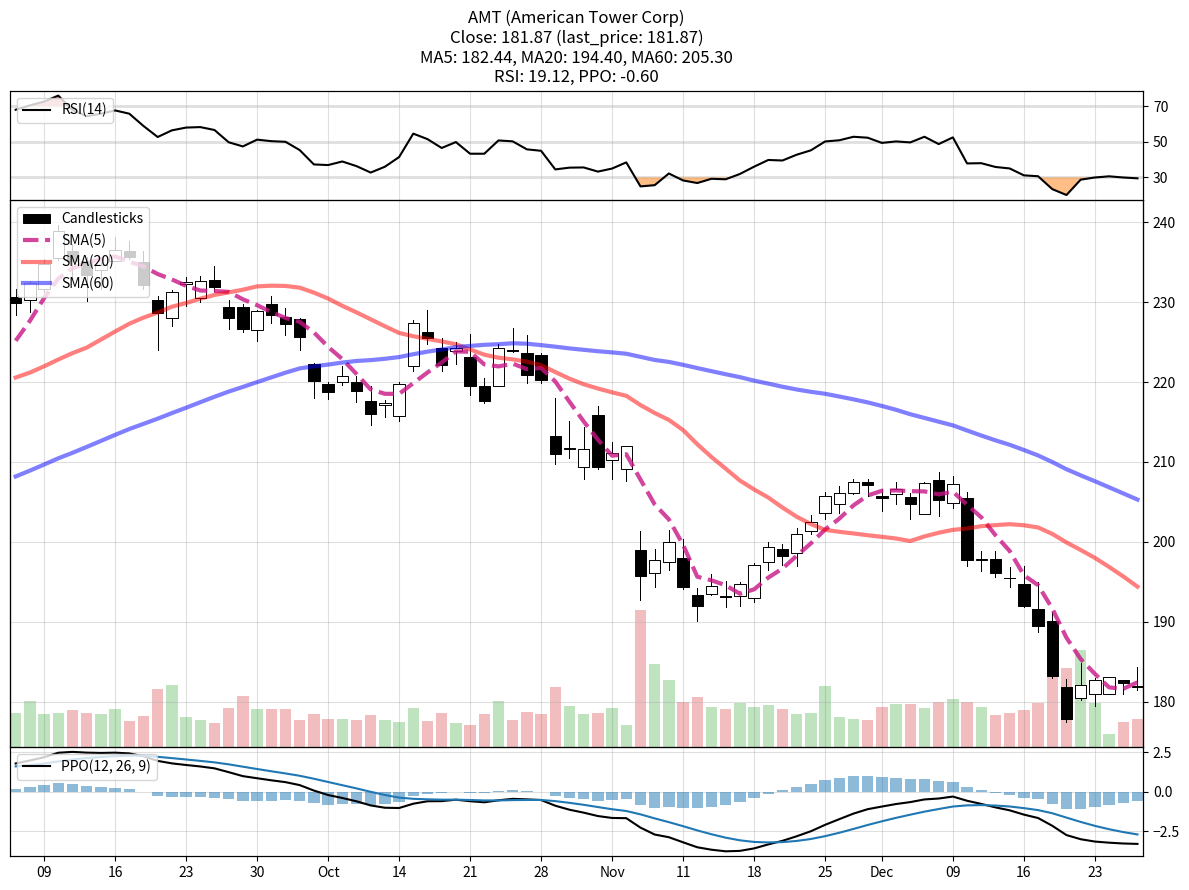 AMT (American Tower Corp)
Close: 181.87 (last_price: 181.87)
MA5: 182.44, MA20: 194.40, MA60: 205.30
RSI: 19.12, PPO: -0.60
RSI(14)
70
50
30
Candlesticks
SMA(5)
SMA(20)
SMA(60)
240
230
220
210
200
190
180
PPO(12, 26, 9)
2.5
0.0
−2.5
09 16 23 30 Oct 14 21 28 Nov 11 18 25 Dec 09 16 23